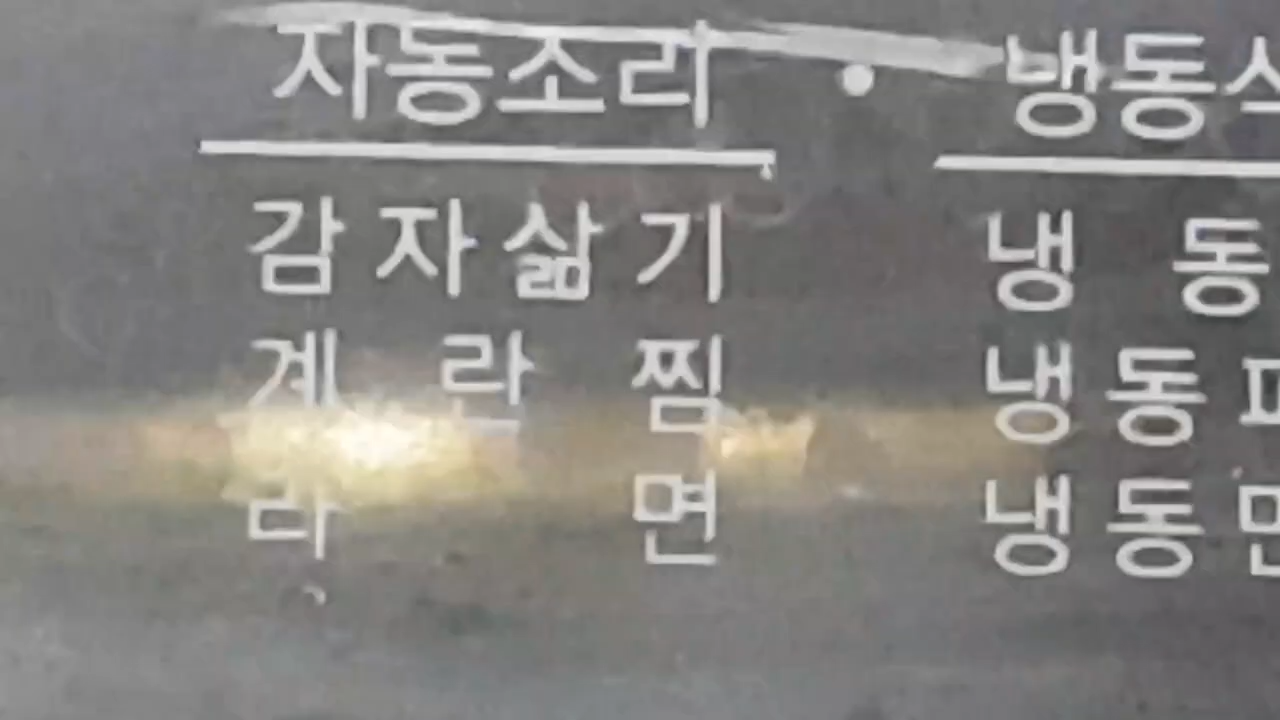 자동소리 · 냉동
감자삶기 냉동
계란찜 냉동
라면 냉동